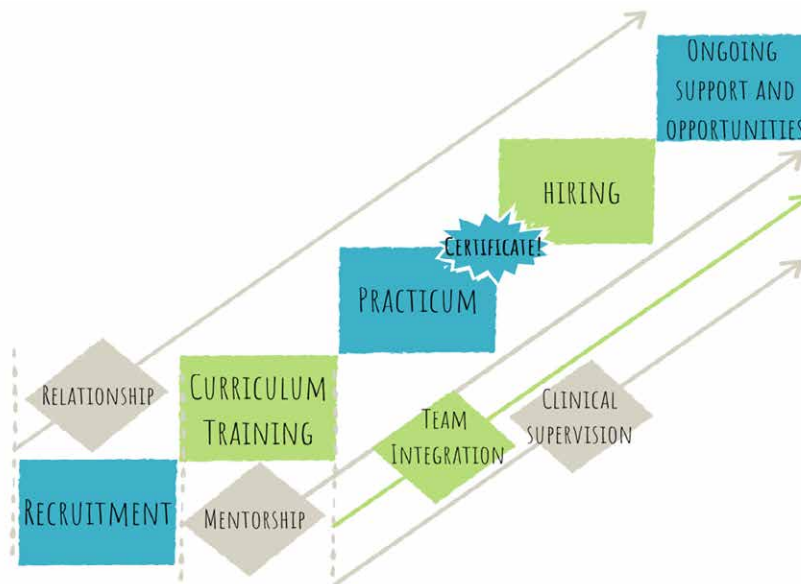 ONGOING
SUPPORT AND
OPPORTUNITIES
HIRING
CERTIFICATE!
PRACTICUM
RELATIONSHIP
CURRICULUM
TRAINING
TEAM
INTEGRATION
CLINICAL
SUPERVISION
RECRUITMENT
MENTORSHIP